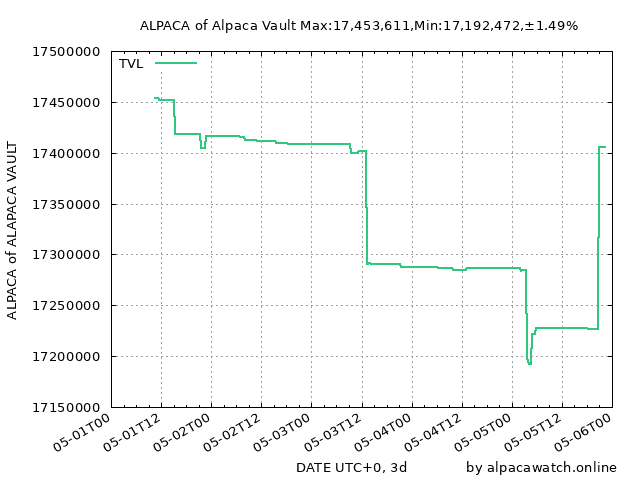 ALPACA of Alpaca Vault Max:17,453,611,Min:17,192,472,±1.49%
TVL
17500000
17450000
17400000
17350000
17300000
17250000
17200000
17150000
ALPACA of ALAPACA VAULT
05-01T00
05-01T12
05-02T00
05-02T12
05-03T00
05-03T12
05-04T00
05-04T12
05-05T00
05-05T12
05-06T00
DATE UTC+0, 3d
by alpacawatch.online